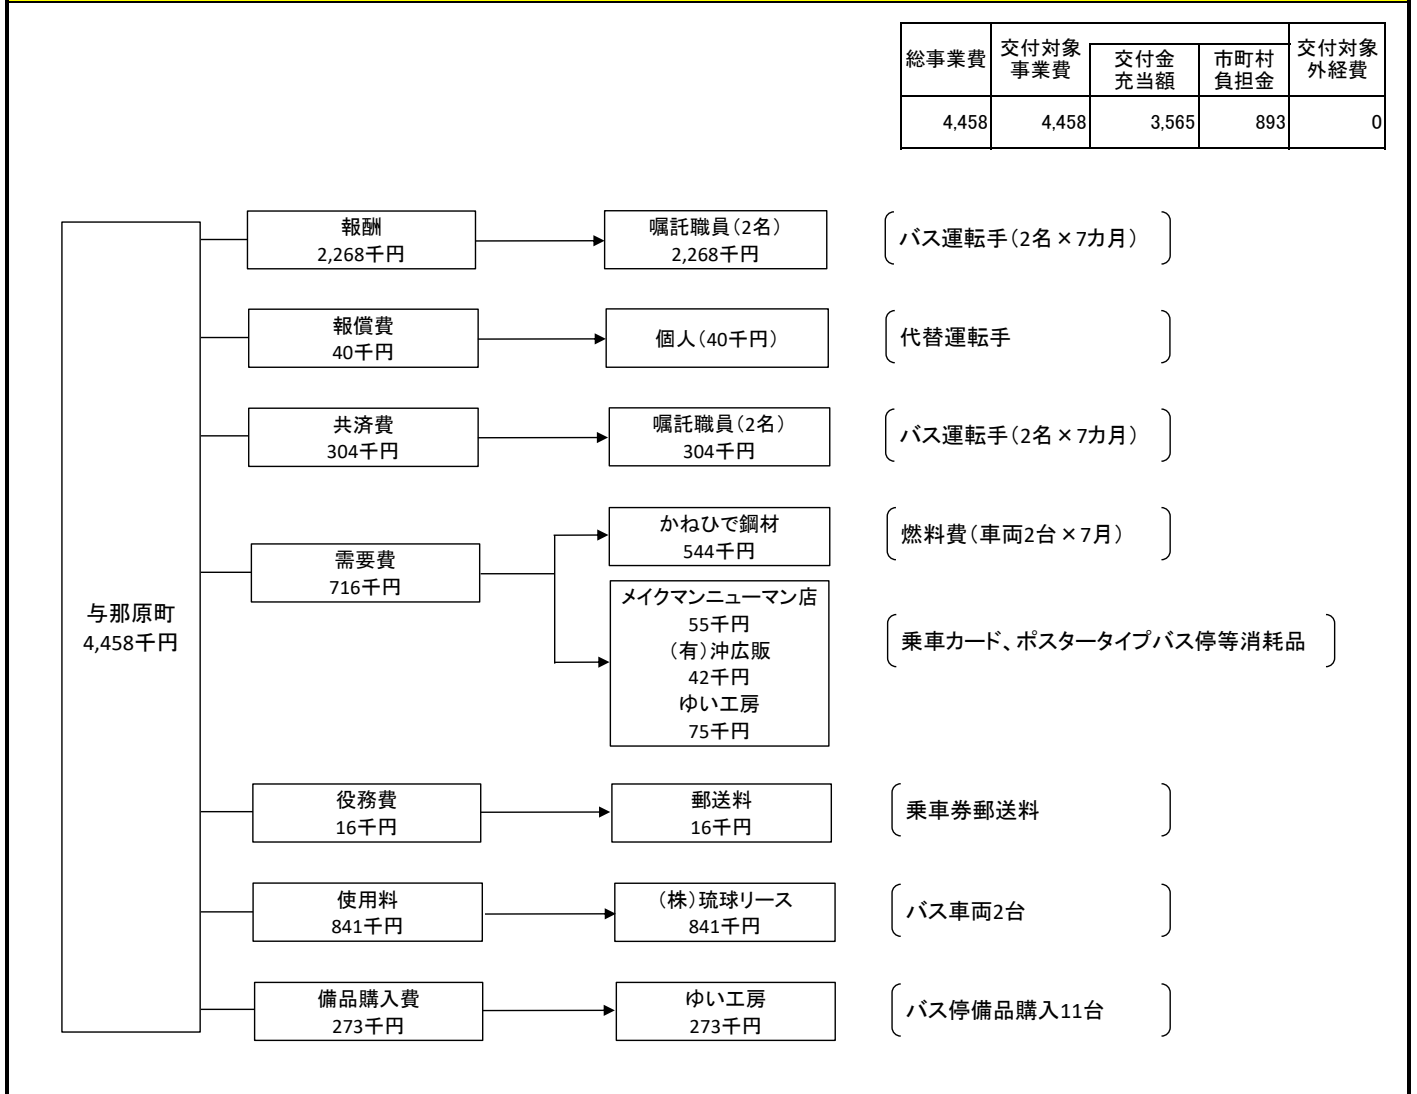 総事業費
交付対象
事業費
交付金
充当額
市町村
負担金
交付対象
外経費
4,458
4,458
3,565
893
0
与那原町
4,458千円
報酬
2,268千円
嘱託職員（2名）
2,268千円
バス運転手（2名×7カ月）
報償費
40千円
個人（40千円）
代替運転手
共済費
304千円
嘱託職員（2名）
304千円
バス運転手（2名×7カ月）
需要費
716千円
かねひで鋼材
544千円
燃料費（車両2台×7月）
メイクマンニューマン店
55千円
（有）沖広販
42千円
ゆい工房
75千円
乗車カード、ポスタータイプバス停等消耗品
役務費
16千円
郵送料
16千円
乗車券郵送料
使用料
841千円
（株）琉球リース
841千円
バス車両2台
備品購入費
273千円
ゆい工房
273千円
バス停備品購入11台